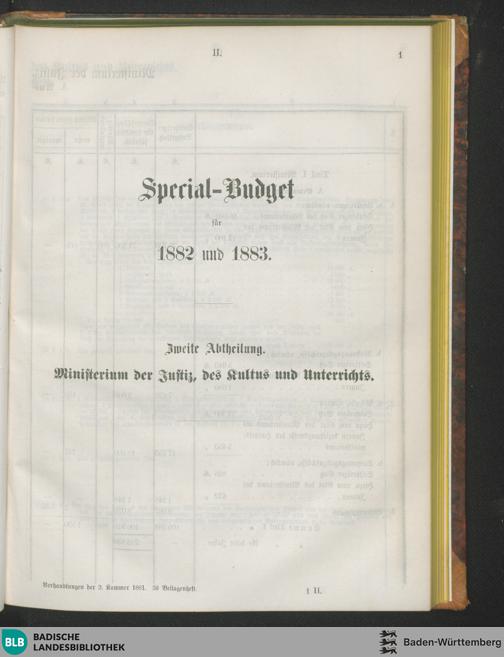 II.
1
Special-Budget
für
1882 und 1883.
Zweite Abtheilung.
Ministerium der Justiz, des Kultus und Unterrichts.
Verhandlungen der 2. Kammer 1881. Beilagenheft.
1 II.
BLB BADISCHE
LANDESBIBLIOTHEK
Baden-Württemberg